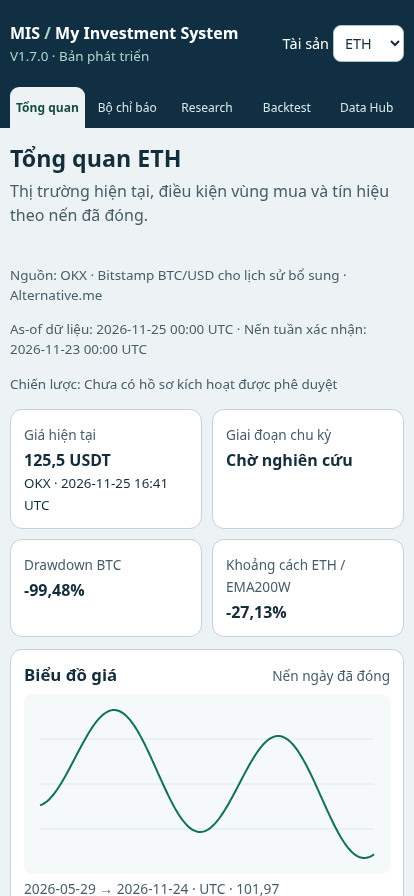 MIS / My Investment System
V1.7.0 · Bản phát triển
Tài sản ETH
Tổng quan Bộ chỉ báo Research Backtest Data Hub
Tổng quan ETH
Thị trường hiện tại, điều kiện vùng mua và tín hiệu
theo nến đã đóng.
Nguồn: OKX · Bitstamp BTC/USD cho lịch sử bổ sung ·
Alternative.me
As-of dữ liệu: 2026-11-25 00:00 UTC · Nến tuần xác nhận:
2026-11-23 00:00 UTC
Chiến lược: Chưa có hồ sơ kích hoạt được phê duyệt
Giá hiện tại
125,5 USDT
OKX · 2026-11-25 16:41
UTC
Giai đoạn chu kỳ
Chờ nghiên cứu
Drawdown BTC
-99,48%
Khoảng cách ETH /
EMA200W
-27,13%
Biểu đồ giá
Nến ngày đã đóng
2026-05-29 → 2026-11-24 · UTC · 101,97